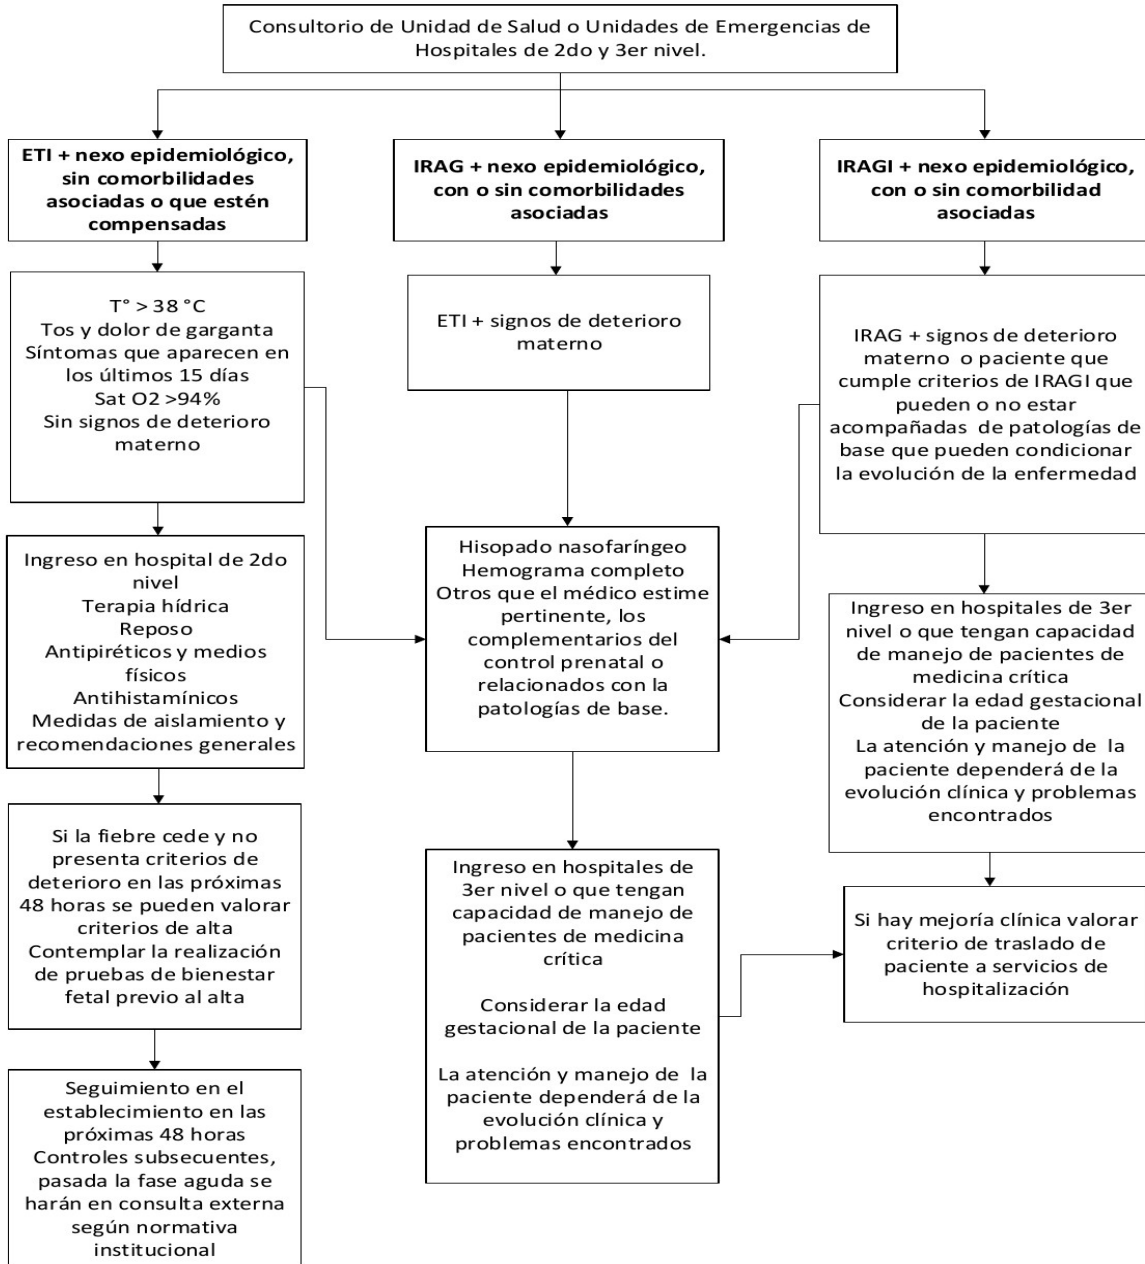 Consultorio de Unidad de Salud o Unidades de Emergencias de
Hospitales de 2do y 3er nivel.
ETI + nexo epidemiológico,
sin comorbilidades
asociadas o que estén
compensadas
IRAG + nexo epidemiológico,
con o sin comorbilidades
asociadas
IRAGI + nexo epidemiológico,
con o sin comorbilidad
asociadas
T° > 38 °C
Tos y dolor de garganta
Síntomas que aparecen en
los últimos 15 días
Sat O2 >94%
Sin signos de deterioro
materno
ETI + signos de deterioro
materno
IRAG + signos de deterioro
materno o paciente que
cumple criterios de IRAGI que
pueden o no estar
acompañadas de patologías de
base que pueden condicionar
la evolución de la enfermedad
Ingreso en hospital de 2do
nivel
Terapia hídrica
Reposo
Antipiréticos y medios
físicos
Antihistamínicos
Medidas de aislamiento y
recomendaciones generales
Hisopado nasofaríngeo
Hemograma completo
Otros que el médico estime
pertinente, los
complementarios del
control prenatal o
relacionados con la
patologías de base.
Ingreso en hospitales de 3er
nivel o que tengan capacidad
de manejo de pacientes de
medicina crítica
Considerar la edad gestacional
de la paciente
La atención y manejo de la
paciente dependerá de la
evolución clínica y problemas
encontrados
Si la fiebre cede y no
presenta criterios de
deterioro en las próximas
48 horas se pueden valorar
criterios de alta
Contemplar la realización
de pruebas de bienestar
fetal previo al alta
Ingreso en hospitales de
3er nivel o que tengan
capacidad de manejo de
pacientes de medicina
crítica
Considerar la edad
gestacional de la paciente
La atención y manejo de la
paciente dependerá de la
evolución clínica y
problemas encontrados
Si hay mejoría clínica valorar
criterio de traslado de
paciente a servicios de
hospitalización
Seguimiento en el
establecimiento en las
próximas 48 horas
Controles subsecuentes,
pasada la fase aguda se
harán en consulta externa
según normativa
institucional